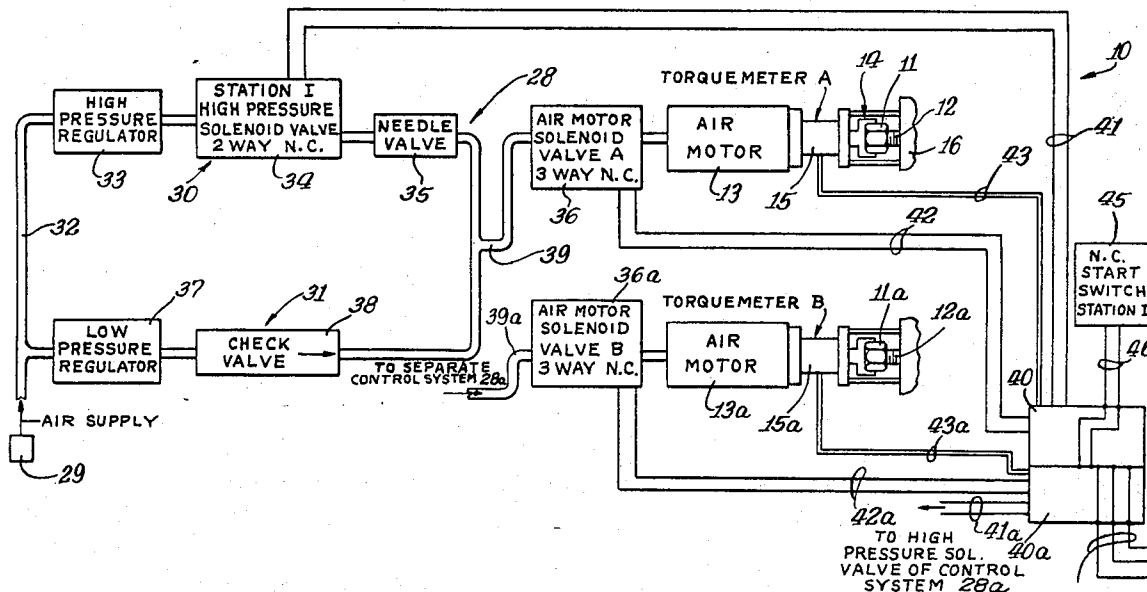 10
HIGH
PRESSURE
REGULATOR
33
STATION I
HIGH PRESSURE
SOLENOID VALVE
2 WAY N.C.
30
34
NEEDLE
VALVE
35
28
AIR MOTOR
SOLENOID
VALVE A
3 WAY N.C.
36
TORQUEMETER A
AIR
MOTOR
13
15
14
11
12
16
41
43
42
32
39
45
N.C.
START
SWITCH
STATION I
46
37
LOW
PRESSURE
REGULATOR
31
38
CHECK
VALVE
39a
TO SEPARATE
CONTROL SYSTEM 28a
36a
AIR MOTOR
SOLENOID
VALVE B
3 WAY N.C.
TORQUEMETER B
AIR
MOTOR
13a
15a
11a
12a
43a
40
AIR SUPPLY
29
42a
41a
40a
TO HIGH
PRESSURE SOL.
VALVE OF CONTROL
SYSTEM 28a